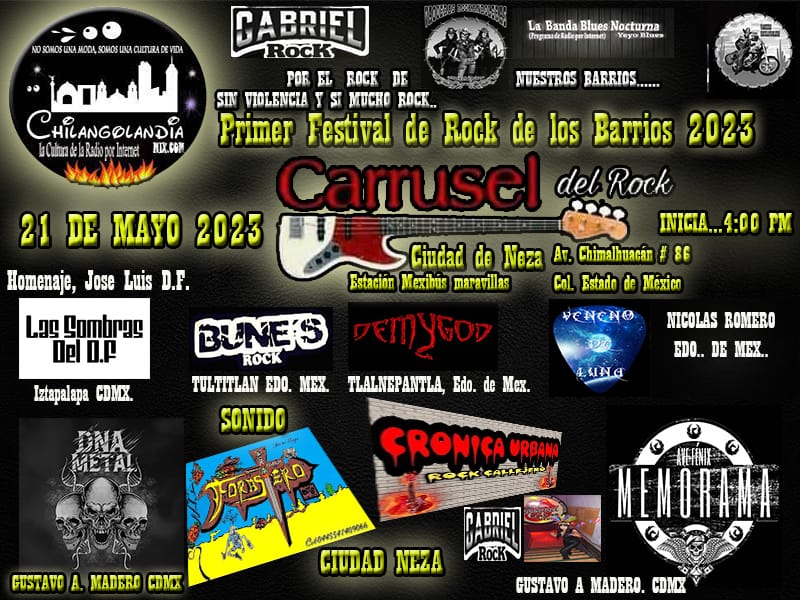 NO SOMOS UNA MODA, SOMOS UNA CULTURA DE VIDA
CHILANGOLANDIA
MIX.COM
la Cultura de la Radio por Internet
GABRIEL
ROCK
La Banda Blues Nocturna
(Programa de Radio por Internet) Yayo Blues
POR EL ROCK DE NUESTROS BARRIOS......
SIN VIOLENCIA Y SI MUCHO ROCK..
Primer Festival de Rock de los Barrios 2023
Carrusel del Rock
21 DE MAYO 2023
INICIA...4:00 PM
Ciudad de Neza
Estación Mexibús maravillas
Av. Chimalhuacán # 86
Col. Estado de México
Homenaje, Jose Luis D.F.
Las Sombras
Del D.F
Iztapalapa CDMX.
BUNE'S
ROCK
TULTITLAN EDO. MEX.
DEMYGOD
TLALNEPANTLA, Edo. de Mex.
VENENO
DE
LUNA
NICOLAS ROMERO
EDO.. DE MEX..
DNA
METAL
GUSTAVO A. MADERO CDMX
SONIDO
FORASTERO
CRONICA URBANA
ROCK CALLEJERO
CIUDAD NEZA
GABRIEL
ROCK
AVE FÉNIX
MEMORAMA
GUSTAVO A MADERO. CDMX